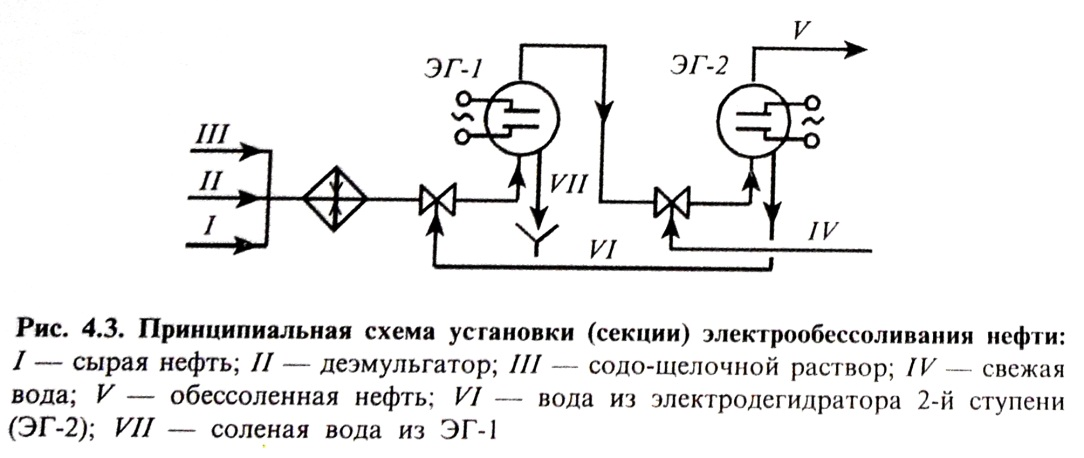 V
ЭГ-1
ЭГ-2
~
~
III
II
VII
I
VI
IV
Рис. 4.3. Принципиальная схема установки (секции) электрообессоливания нефти:
I — сырая нефть; II — деэмульгатор; III — содо-щелочной раствор; IV — свежая
вода; V — обессоленная нефть; VI — вода из электродегидратора 2-й ступени
(ЭГ-2); VII — соленая вода из ЭГ-1